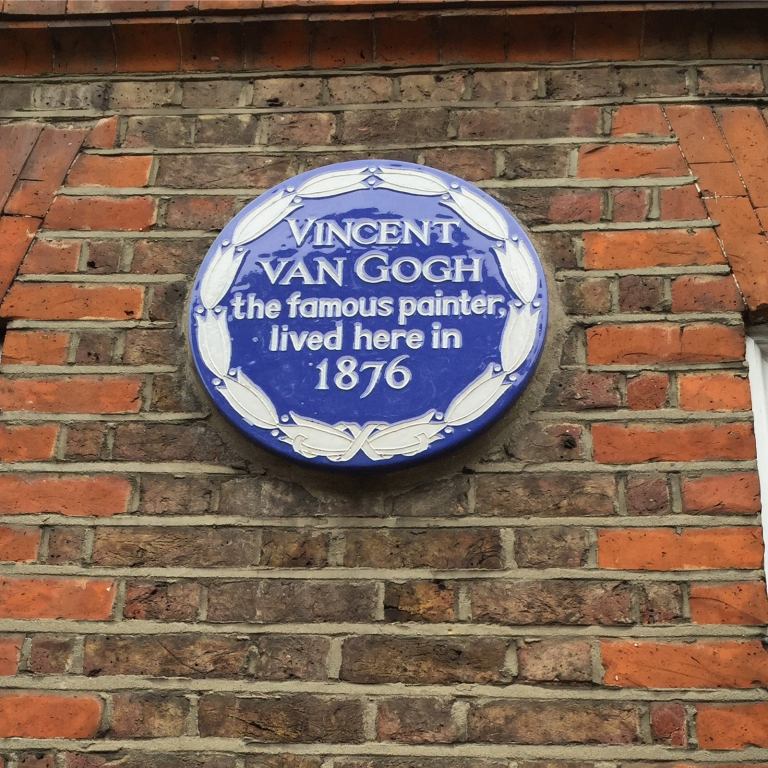 VINCENT
VAN GOGH
the famous painter,
lived here in
1876